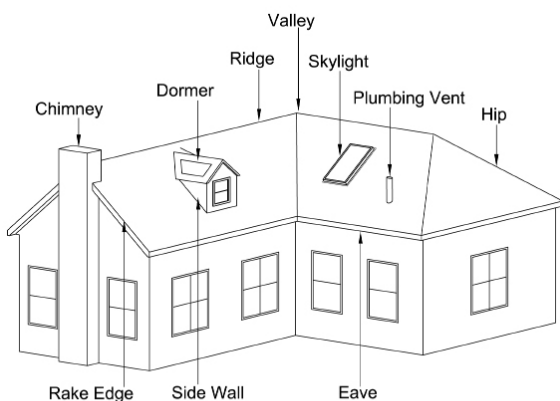 Valley
Ridge
Skylight
Dormer
Plumbing Vent
Chimney
Hip
Rake Edge
Side Wall
Eave